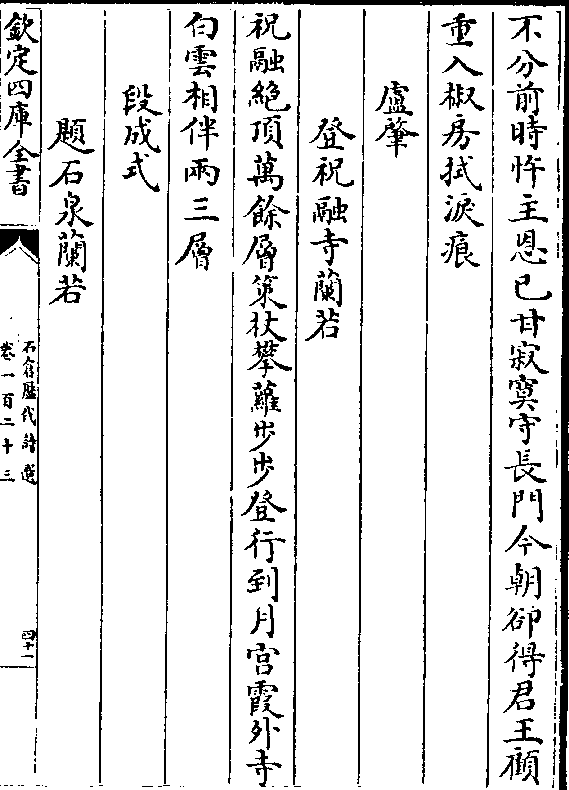 不分前時忤主恩已甘寂寞守長門今朝卻得君王顧
重入椒房拭淚痕
盧肇
登祝融寺蘭若
祝融絕頂萬餘層策杖攀蘿步步登行到月宮霞外寺
白雲相伴兩三層
段成式
題石泉蘭若
欽定四庫全書
石倉歷代詩選
卷一百二十三
四十一